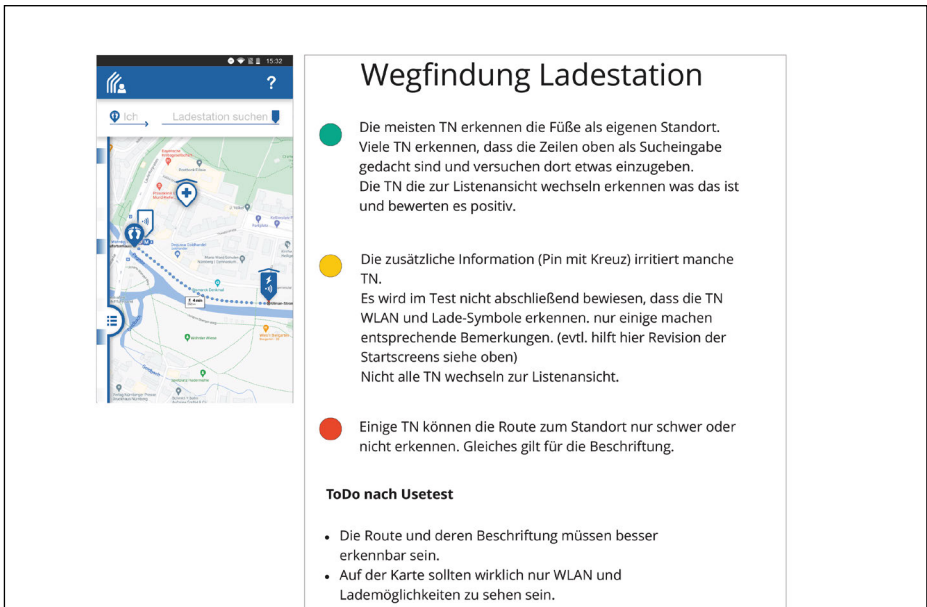 15:32
?
Ich
Ladestation suchen
Wegfindung Ladestation
Die meisten TN erkennen die Füße als eigenen Standort.
Viele TN erkennen, dass die Zeilen oben als Sucheingabe
gedacht sind und versuchen dort etwas einzugeben.
Die TN die zur Listenansicht wechseln erkennen was das ist
und bewerten es positiv.
Die zusätzliche Information (Pin mit Kreuz) irritiert manche
TN.
Es wird im Test nicht abschließend bewiesen, dass die TN
WLAN und Lade-Symbole erkennen. nur einige machen
entsprechende Bemerkungen. (evtl. hilft hier Revision der
Startscreens siehe oben)
Nicht alle TN wechseln zur Listenansicht.
Einige TN können die Route zum Standort nur schwer oder
nicht erkennen. Gleiches gilt für die Beschriftung.
ToDo nach Usetest
• Die Route und deren Beschriftung müssen besser
erkennbar sein.
• Auf der Karte sollten wirklich nur WLAN und
Lademöglichkeiten zu sehen sein.